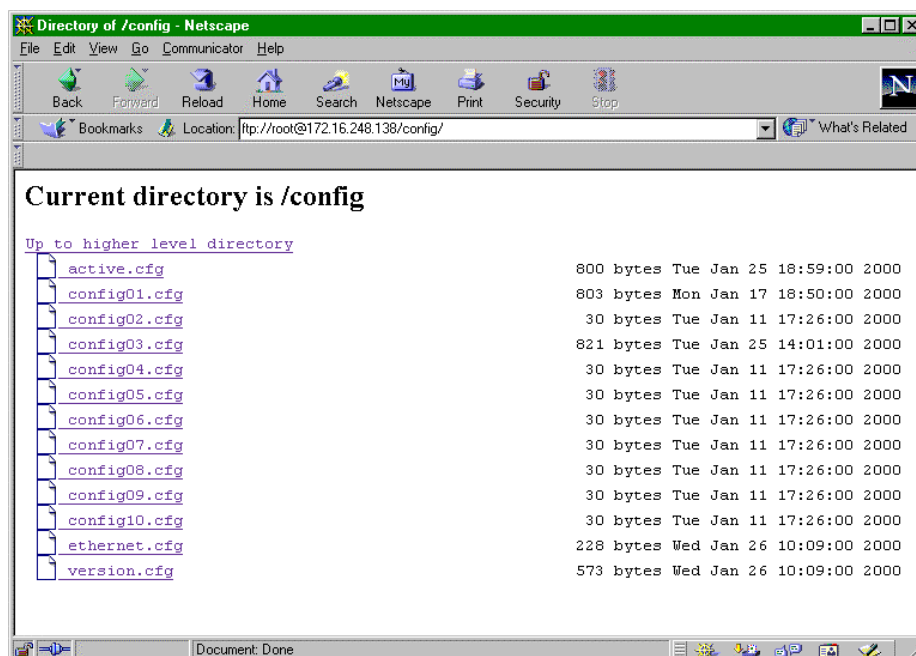 Directory of /config - Netscape
File Edit View Go Communicator Help
My
N
Back Forward Reload Home Search Netscape Print Security Stop
Bookmarks Location: ftp://root@172.16.248.138/config/ What's Related
Current directory is /config
Up to higher level directory
active.cfg 800 bytes Tue Jan 25 18:59:00 2000
config01.cfg 803 bytes Mon Jan 17 18:50:00 2000
config02.cfg 30 bytes Tue Jan 11 17:26:00 2000
config03.cfg 821 bytes Tue Jan 25 14:01:00 2000
config04.cfg 30 bytes Tue Jan 11 17:26:00 2000
config05.cfg 30 bytes Tue Jan 11 17:26:00 2000
config06.cfg 30 bytes Tue Jan 11 17:26:00 2000
config07.cfg 30 bytes Tue Jan 11 17:26:00 2000
config08.cfg 30 bytes Tue Jan 11 17:26:00 2000
config09.cfg 30 bytes Tue Jan 11 17:26:00 2000
config10.cfg 30 bytes Tue Jan 11 17:26:00 2000
ethernet.cfg 228 bytes Wed Jan 26 10:09:00 2000
version.cfg 573 bytes Wed Jan 26 10:09:00 2000
Document: Done